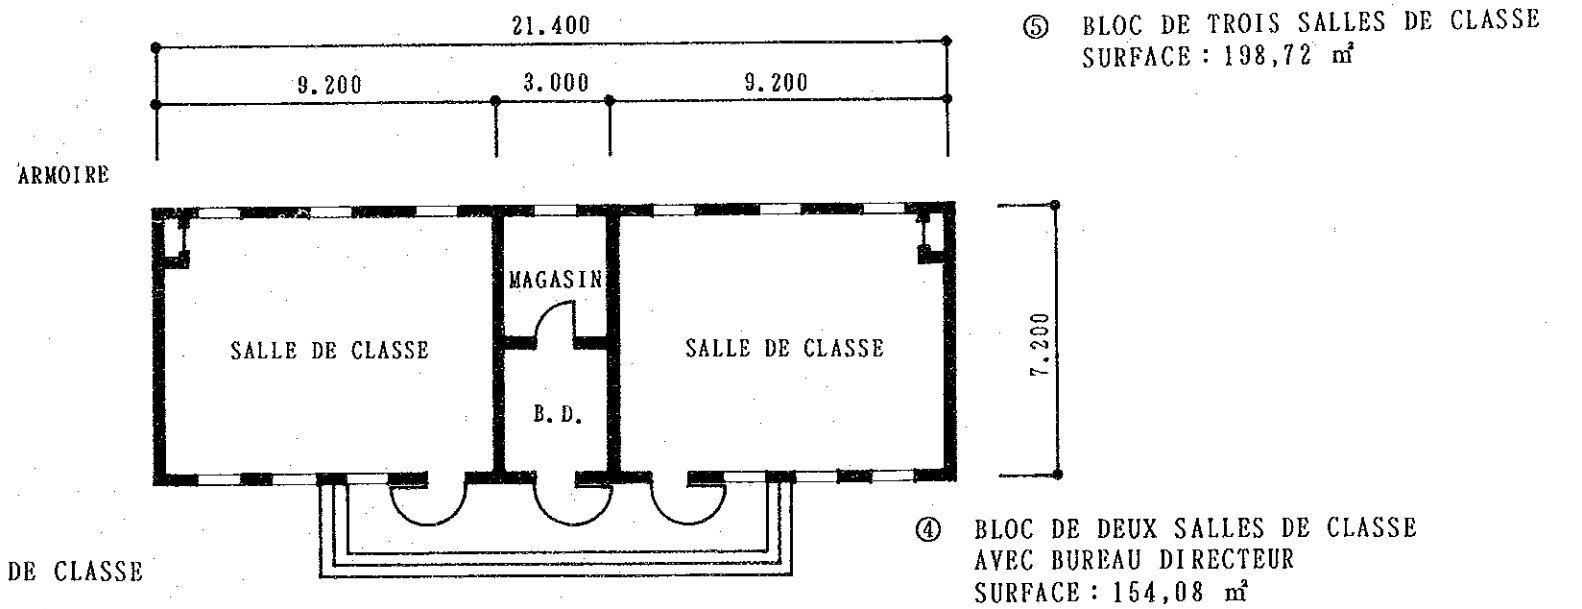 21.400
⑤ BLOC DE TROIS SALLES DE CLASSE
SURFACE : 198,72 m²
9.200
3.000
9.200
ARMOIRE
MAGASIN
SALLE DE CLASSE
SALLE DE CLASSE
7.200
B.D.
④ BLOC DE DEUX SALLES DE CLASSE
AVEC BUREAU DIRECTEUR
SURFACE : 154,08 m²
DE CLASSE